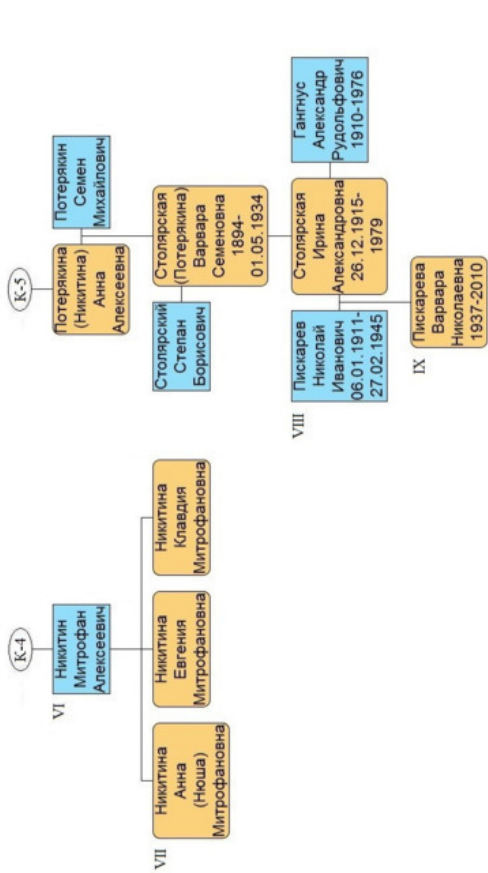 К-4
VI
Никитин
Митрофан
Алексеевич
VII
Никитина
Анна
(Нюша)
Митрофановна
Никитина
Евгения
Митрофановна
Никитина
Клавдия
Митрофановна
К-5
Потерякина
(Никитина)
Анна
Алексеевна
Потерякин
Семен
Михайлович
Столярский
Степан
Борисович
Столярская
(Потерякина)
Варвара
Семеновна
1894-
01.05.1934
VIII
Пискарев
Николай
Иванович
06.01.1911-
27.02.1945
Столярская
Ирина
Александровна
26.12.1915-
1979
Гангнус
Александр
Рудольфович
1910-1976
IX
Пискарева
Варвара
Николаевна
1937-2010